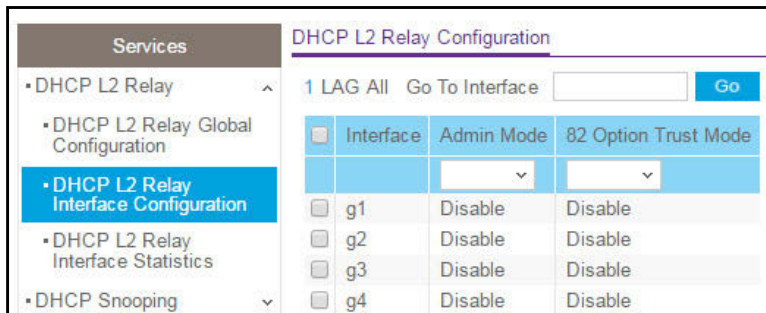 Services
▪ DHCP L2 Relay
▪ DHCP L2 Relay Global
Configuration
▪ DHCP L2 Relay
Interface Configuration
▪ DHCP L2 Relay
Interface Statistics
▪ DHCP Snooping
DHCP L2 Relay Configuration
1 LAG All Go To Interface Go
Interface Admin Mode 82 Option Trust Mode
g1 Disable Disable
g2 Disable Disable
g3 Disable Disable
g4 Disable Disable